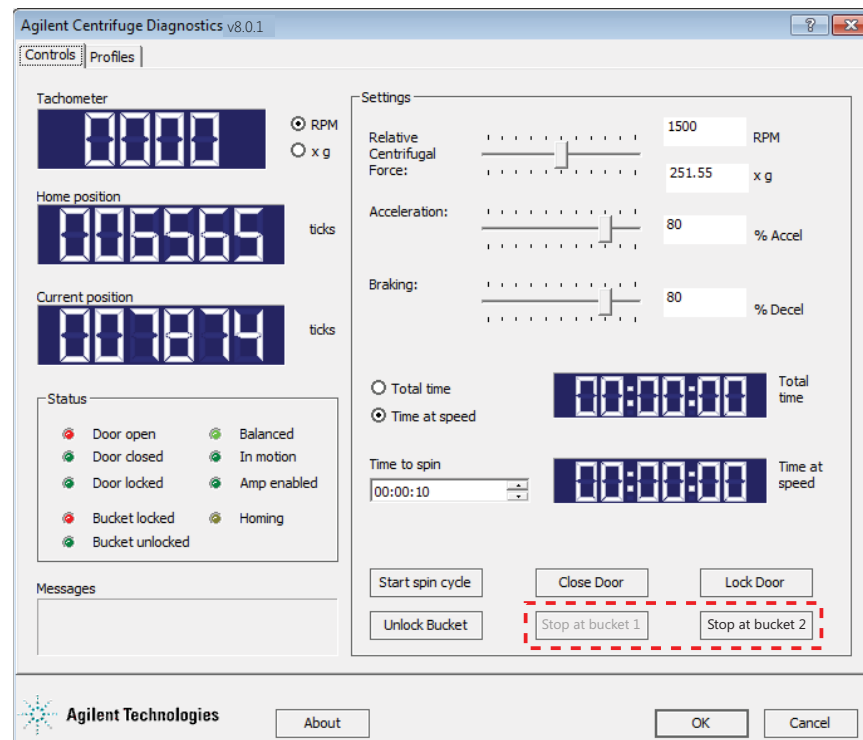 Agilent Centrifuge Diagnostics v8.0.1
Controls
Profiles
Tachometer
0000
RPM
x g
Home position
006565
ticks
Current position
007874
ticks
Status
Door open
Balanced
Door closed
In motion
Door locked
Amp enabled
Bucket locked
Homing
Bucket unlocked
Messages
Settings
Relative
Centrifugal
Force:
1500
RPM
251.55
x g
Acceleration:
80
% Accel
Braking:
80
% Decel
Total time
Time at speed
00:00:00
Total
time
Time to spin
00:00:10
00:00:00
Time at
speed
Start spin cycle
Close Door
Lock Door
Unlock Bucket
Stop at bucket 1
Stop at bucket 2
Agilent Technologies
About
OK
Cancel